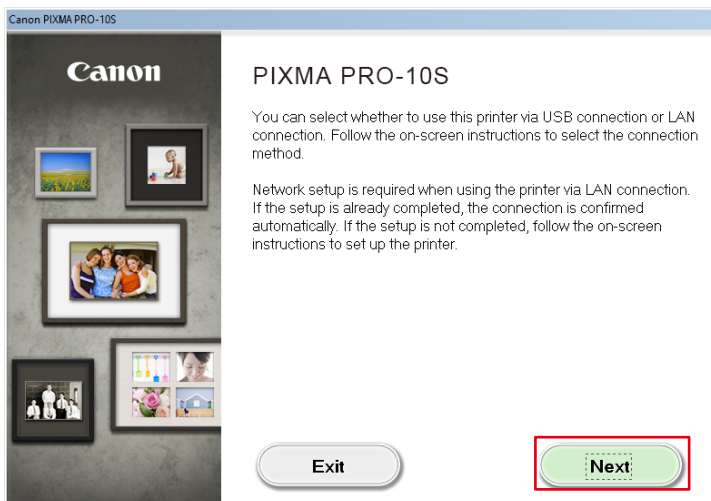 Canon PIXMA PRO-10S
Canon
PIXMA PRO-10S
You can select whether to use this printer via USB connection or LAN
connection. Follow the on-screen instructions to select the connection
method.
Network setup is required when using the printer via LAN connection.
If the setup is already completed, the connection is confirmed
automatically. If the setup is not completed, follow the on-screen
instructions to set up the printer.
Exit
Next